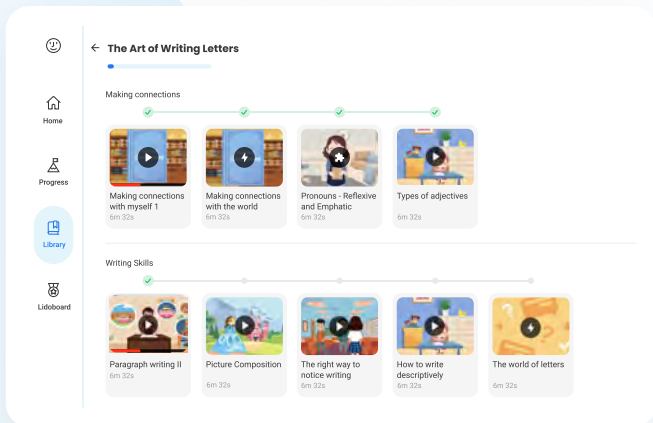 The Art of Writing Letters
Home
Progress
Library
Lidoboard
Making connections
Making connections
with myself 1
6m 32s
Making connections
with the world
6m 32s
Pronouns - Reflexive
and Emphatic
6m 32s
Types of adjectives
6m 32s
Writing Skills
Paragraph writing II
6m 32s
Picture Composition
6m 32s
The right way to
notice writing
6m 32s
How to write
descriptively
6m 32s
The world of letters
6m 32s